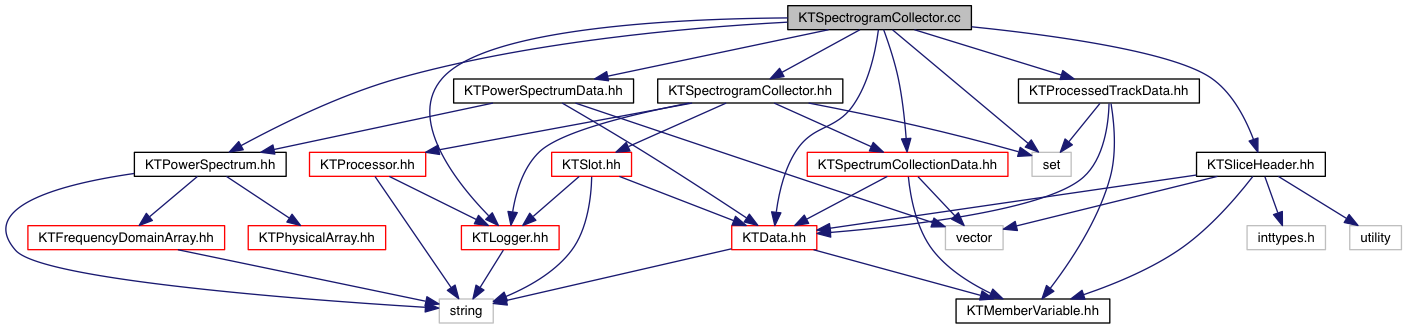 KTSpectrogramCollector.cc
KTPowerSpectrumData.hh
KTSpectrogramCollector.hh
KTProcessedTrackData.hh
KTPowerSpectrum.hh
KTProcessor.hh
KTSlot.hh
KTSpectrumCollectionData.hh
set
KTSliceHeader.hh
KTFrequencyDomainArray.hh
KTPhysicalArray.hh
KTLogger.hh
KTData.hh
vector
inttypes.h
utility
string
KTMemberVariable.hh